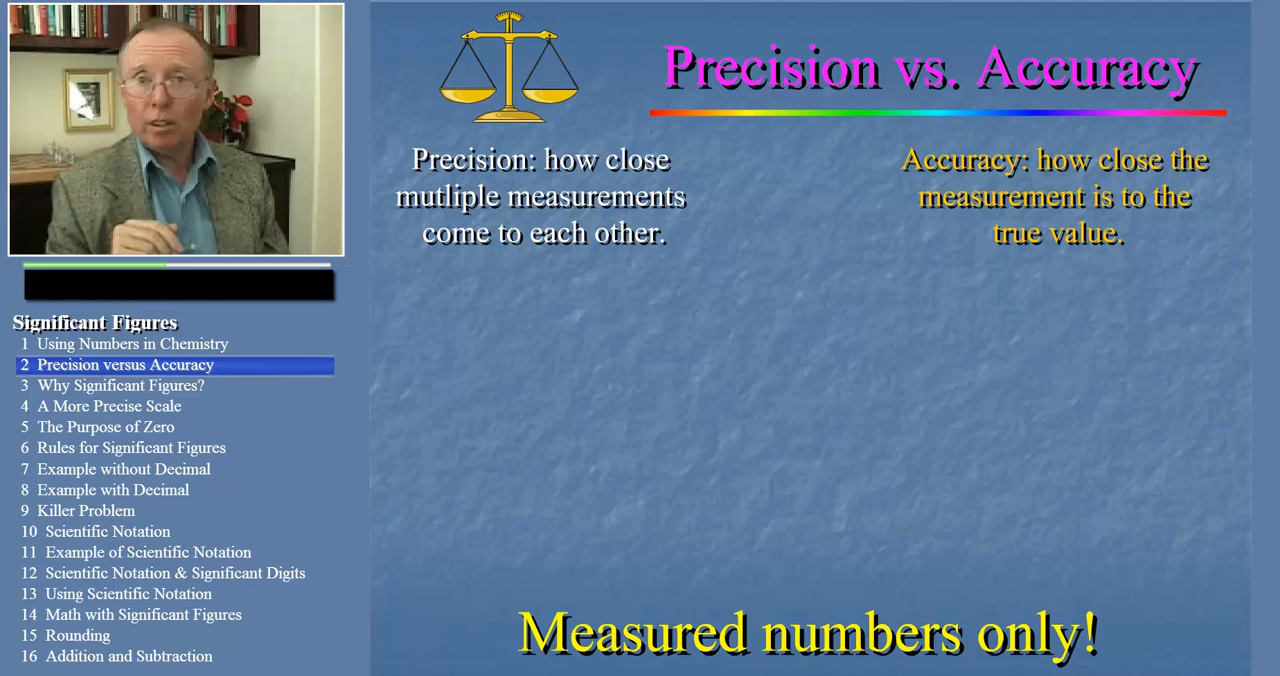 Precision vs. Accuracy
Precision: how close
mutliple measurements
come to each other.
Accuracy: how close the
measurement is to the
true value.
Measured numbers only!
Significant Figures
1 Using Numbers in Chemistry
2 Precision versus Accuracy
3 Why Significant Figures?
4 A More Precise Scale
5 The Purpose of Zero
6 Rules for Significant Figures
7 Example without Decimal
8 Example with Decimal
9 Killer Problem
10 Scientific Notation
11 Example of Scientific Notation
12 Scientific Notation & Significant Digits
13 Using Scientific Notation
14 Math with Significant Figures
15 Rounding
16 Addition and Subtraction